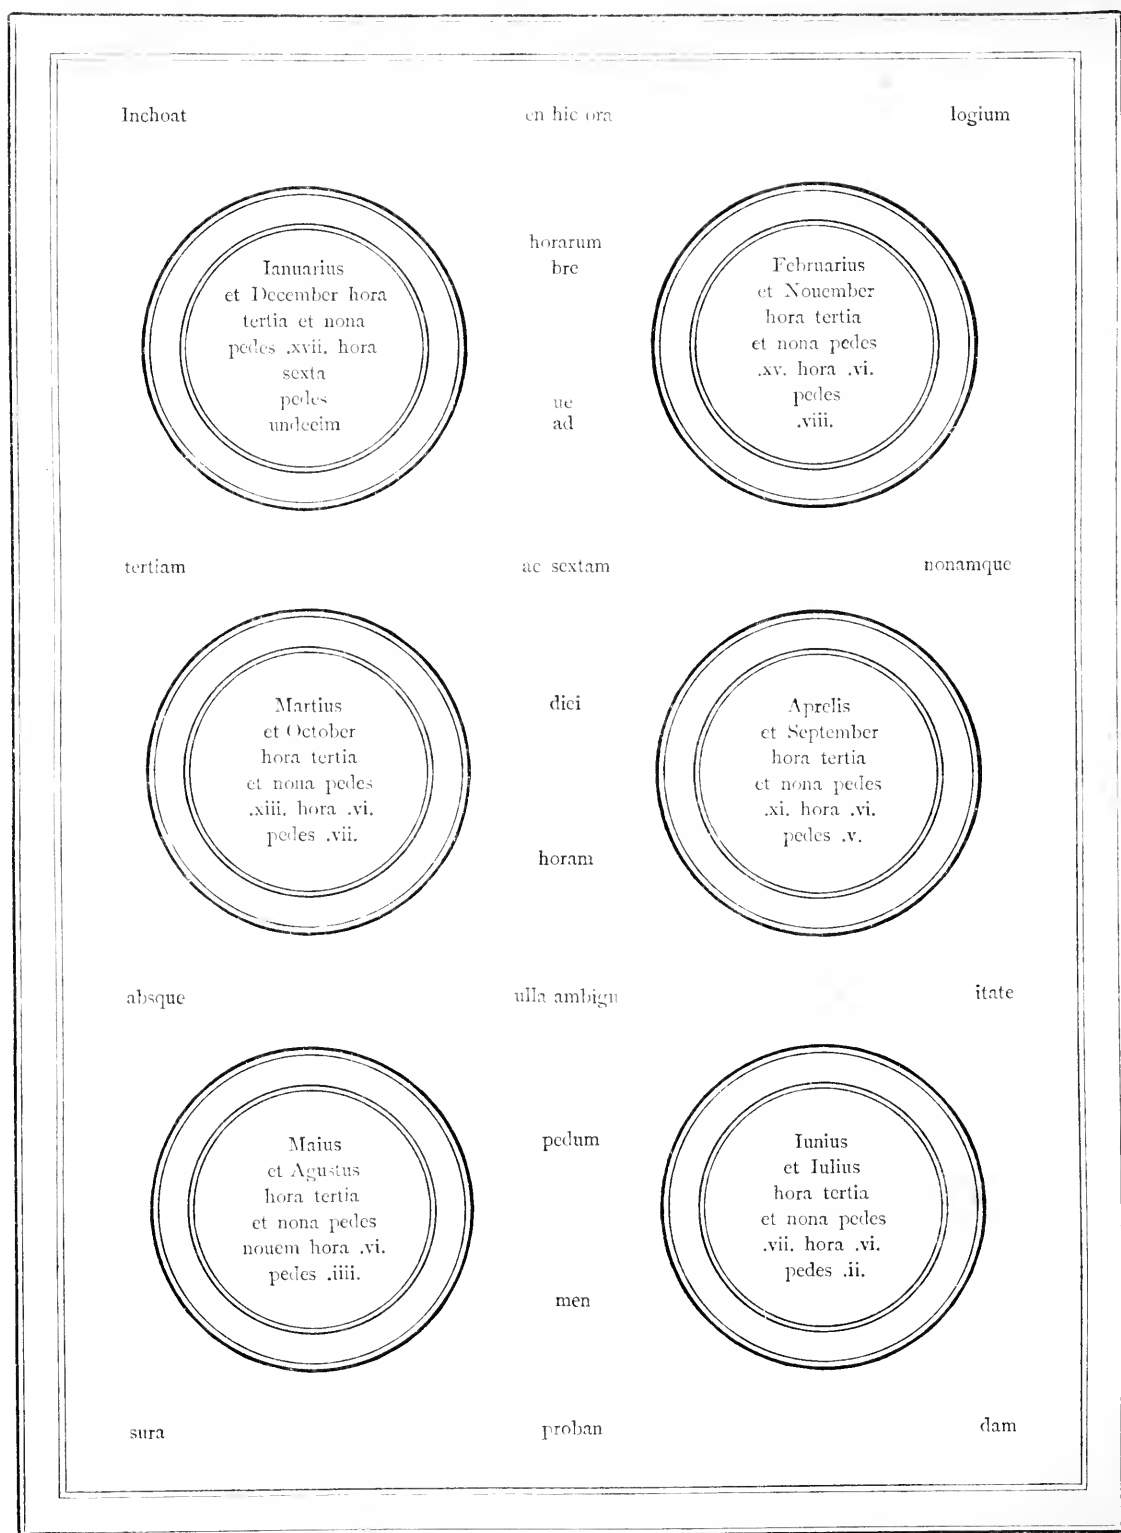 Inchoat en hic ora logium
horarum
bre
Ianuarius
et December hora
tertia et nona
pedes .xvii. hora
sexta
pedes
undecim
Februarius
et Nouember
hora tertia
et nona pedes
.xv. hora .vi.
pedes
.viii.
ue
ad
tertiam ac sextam nonamque
Martius
et October
hora tertia
et nona pedes
.xiii. hora .vi.
pedes .vii.
diei
horam
Aprelis
et September
hora tertia
et nona pedes
.xi. hora .vi.
pedes .v.
absque ulla ambigu itate
Maius
et Agustus
hora tertia
et nona pedes
nouem hora .vi.
pedes .iiii.
pedum
men
Iunius
et Iulius
hora tertia
et nona pedes
.vii. hora .vi.
pedes .ii.
sura proban dam